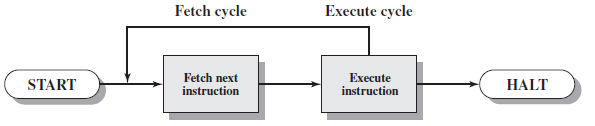 Fetch cycle
Execute cycle
START
Fetch next
instruction
Execute
instruction
HALT